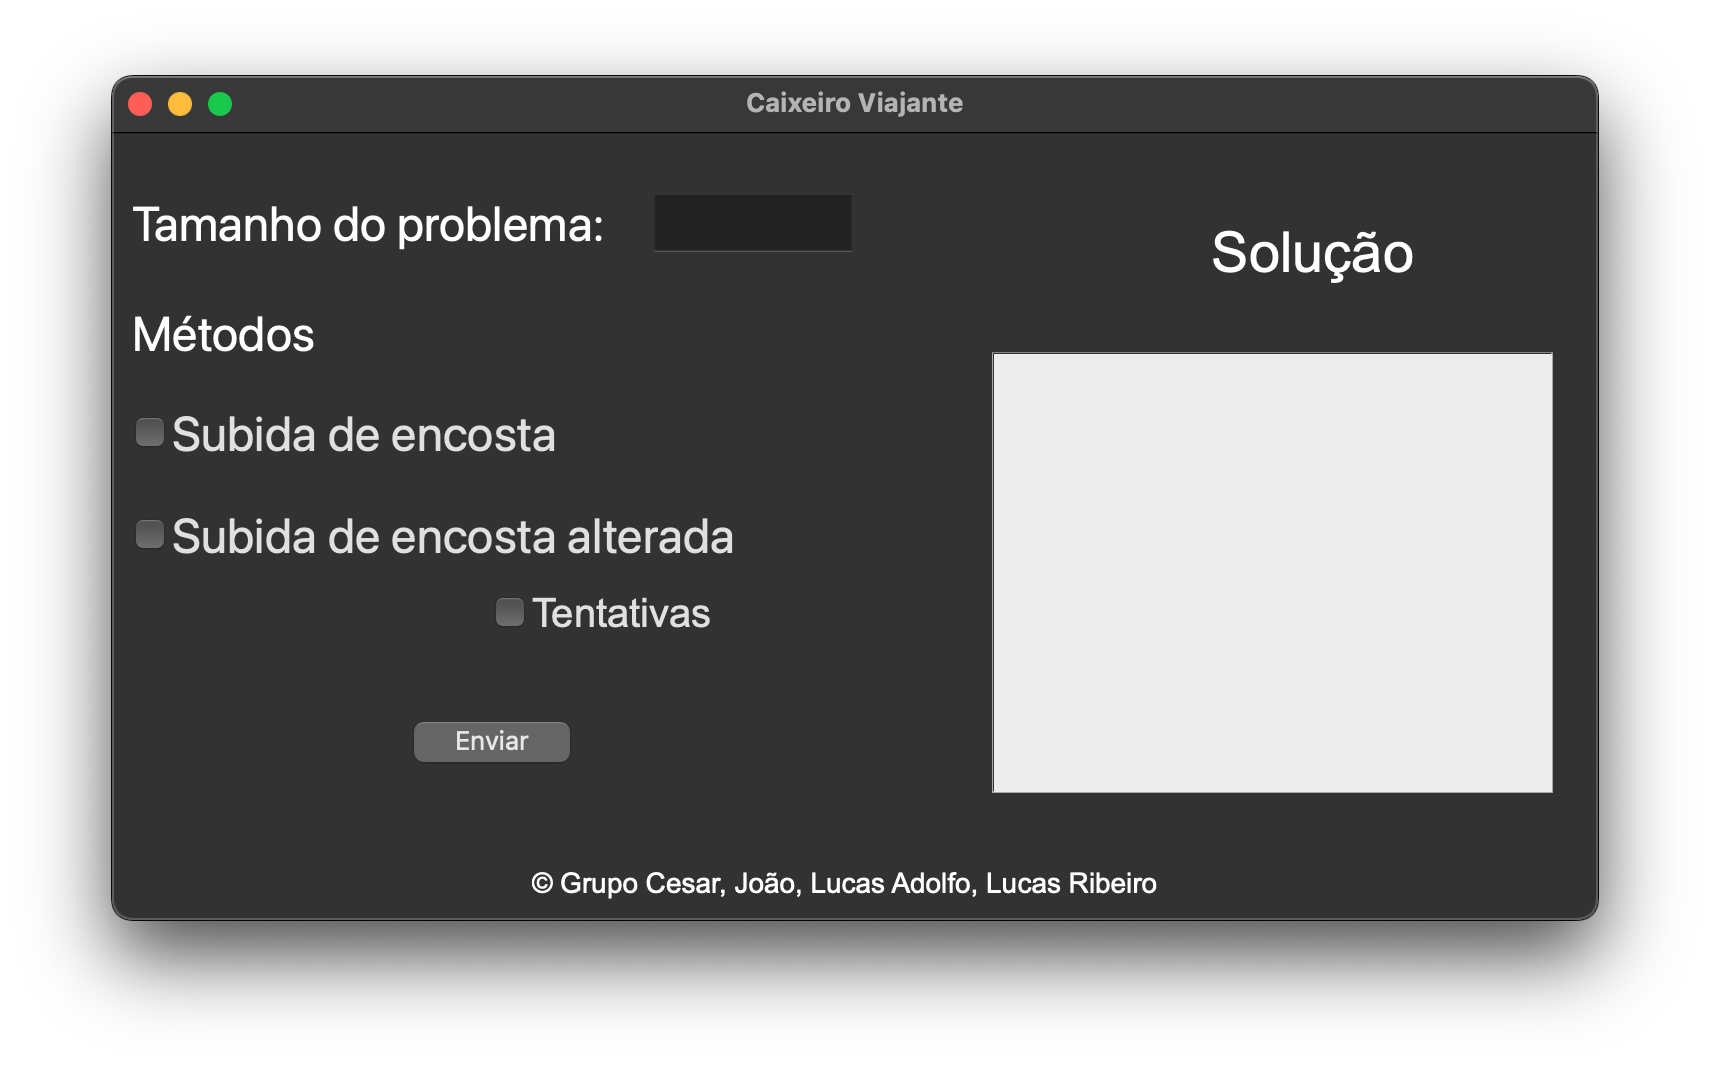 Caixeiro Viajante
Tamanho do problema:
Métodos
Subida de encosta
Subida de encosta alterada
Tentativas
Enviar
Solução
© Grupo Cesar, João, Lucas Adolfo, Lucas Ribeiro